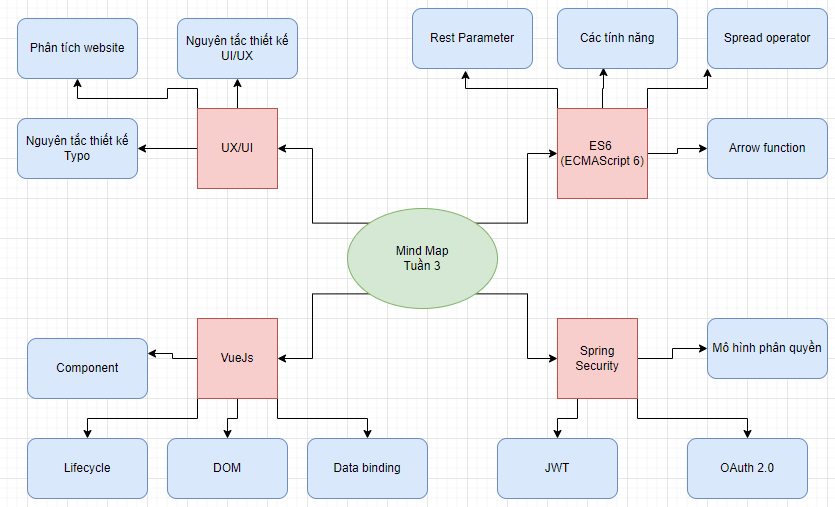 Phân tích website
Nguyên tắc thiết kế
UI/UX
Rest Parameter
Các tính năng
Spread operator
Nguyên tắc thiết kế
Typo
UX/UI
ES6
(ECMAScript 6)
Arrow function
Mind Map
Tuần 3
Component
VueJs
Spring
Security
Mô hình phân quyền
Lifecycle
DOM
Data binding
JWT
OAuth 2.0